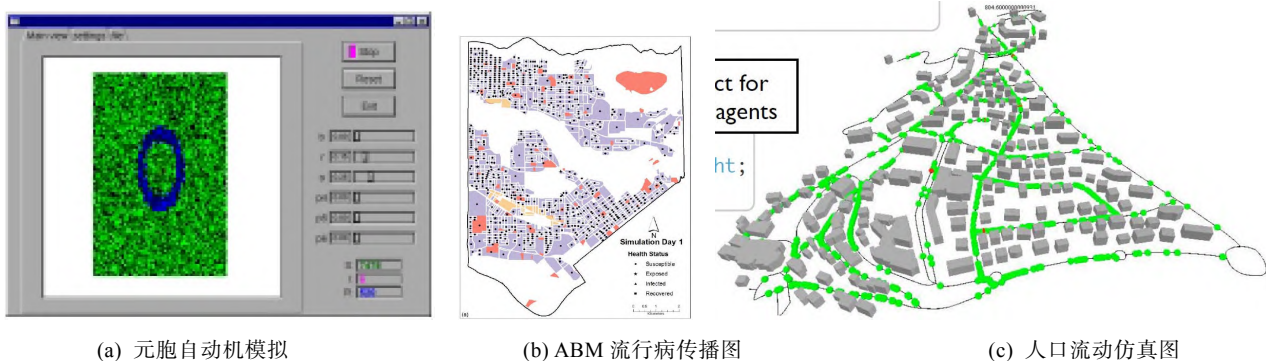 Main view settings file
Stop
Reset
Exit
Simulation Day 1
Health Status
Susceptible
Exposed
Infected
Recovered
N
(a)
ct for
agents
ht;
(a) 元胞自动机模拟
(b) ABM 流行病传播图
(c) 人口流动仿真图